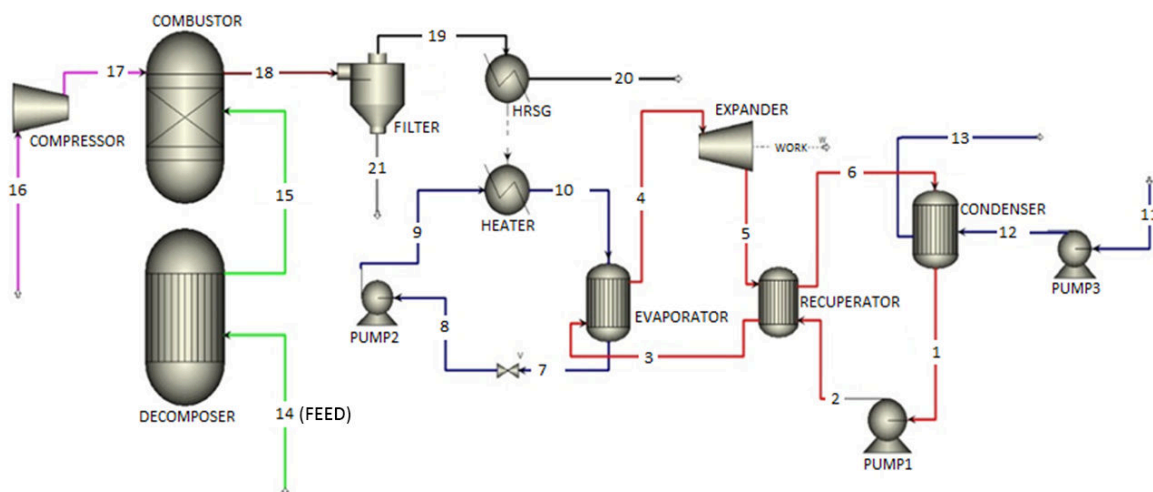 COMBUSTOR
19
17
18
20
EXPANDER
HRSG
W
WORK
13
COMPRESSOR
FILTER
6
16
15
21
10
4
CONDENSER
11
9
HEATER
5
12
RECUPERATOR
PUMP3
EVAPORATOR
8
PUMP2
V
7
3
1
2
DECOMPOSER
14 (FEED)
PUMP1